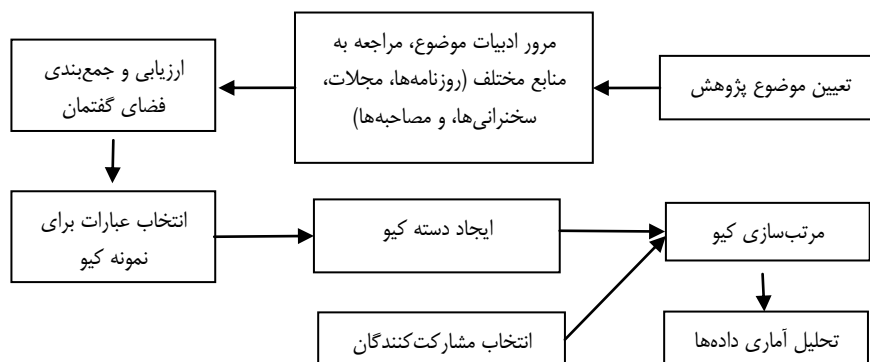 تعیین موضوع پژوهش
مرور ادبیات موضوع، مراجعه به
منابع مختلف (روزنامه‌ها، مجلات،
سخنرانی‌ها، و مصاحبه‌ها)
ارزیابی و جمع‌بندی
فضای گفتمان
انتخاب عبارات برای
نمونه کیو
ایجاد دسته کیو
مرتب‌سازی کیو
انتخاب مشارکت‌کنندگان
تحلیل آماری داده‌ها